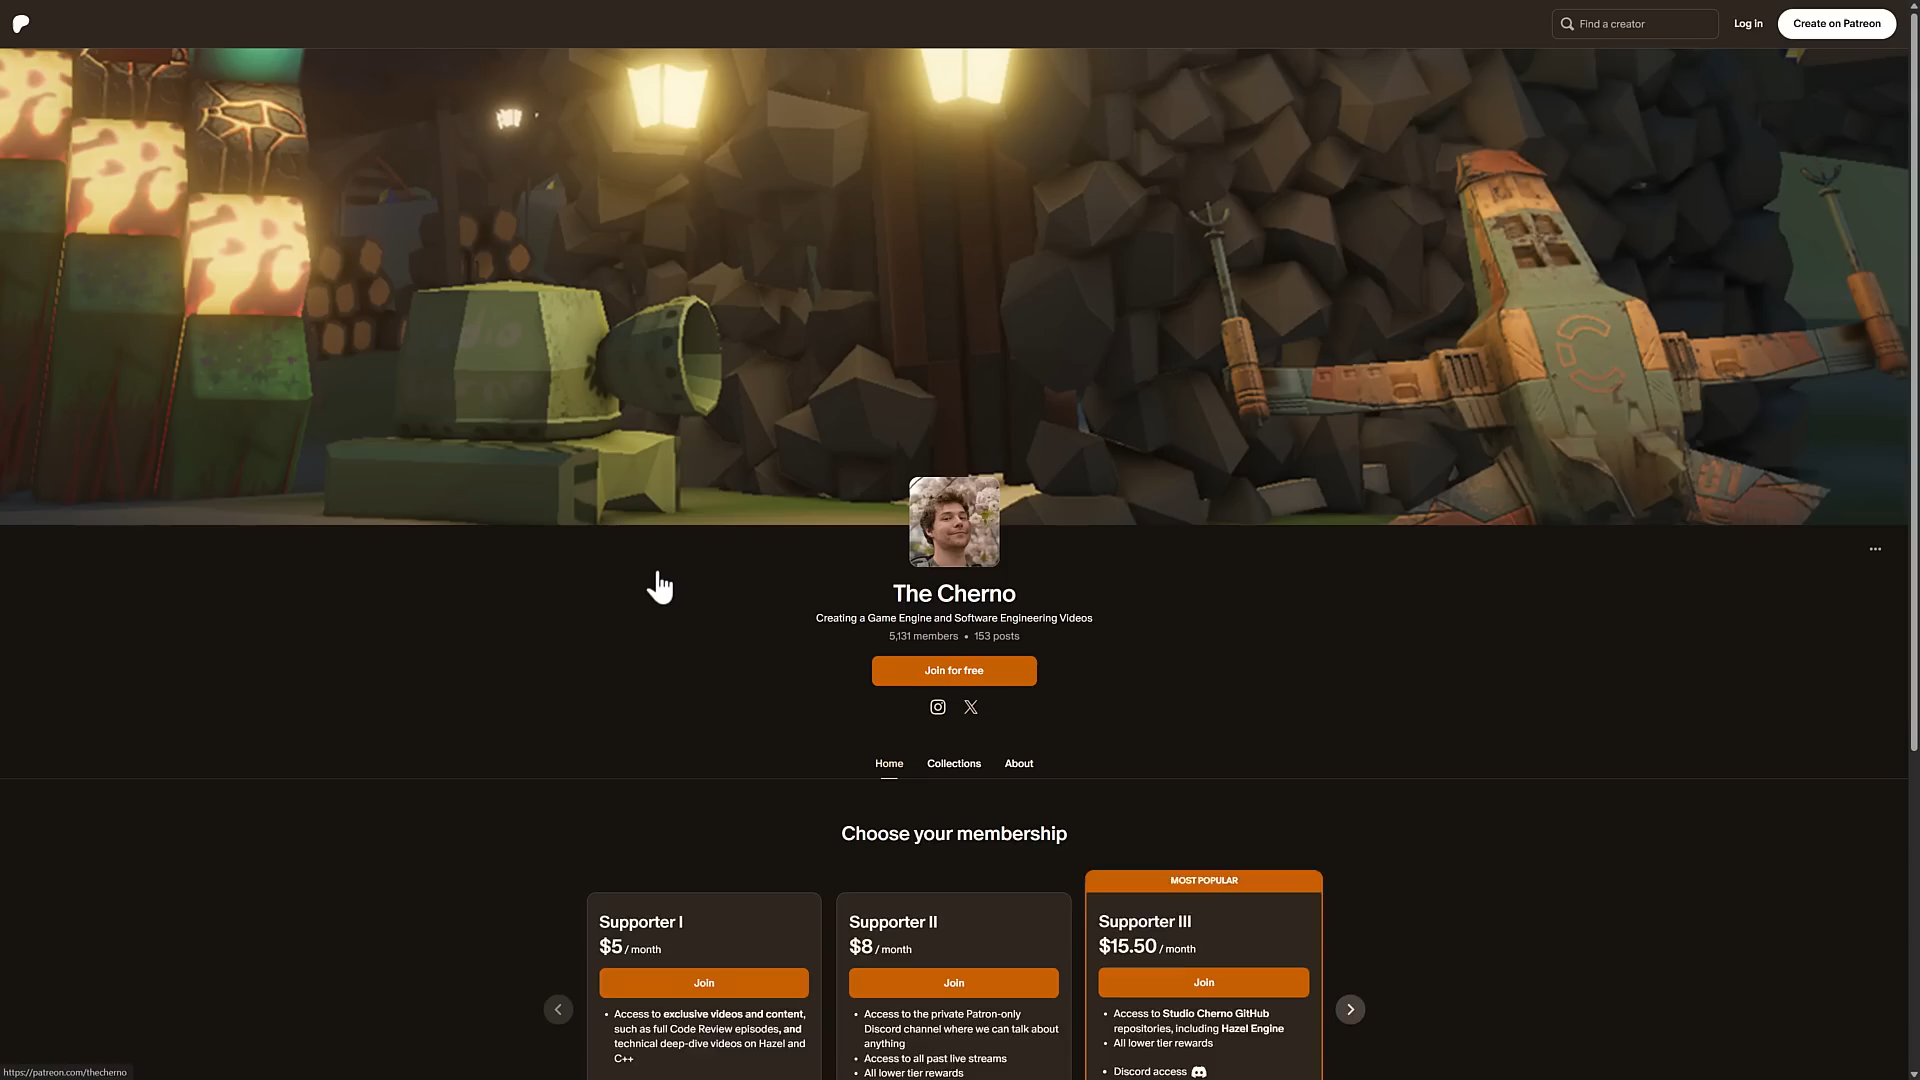 Find a creator
Log in
Create on Patreon
The Cherno
Creating a Game Engine and Software Engineering Videos
5,131 members • 153 posts
Join for free
Home
Collections
About
Choose your membership
Supporter I
$5 / month
Join
• Access to exclusive videos and content,
such as full Code Review episodes, and
technical deep-dive videos on Hazel and
C++
Supporter II
$8 / month
Join
• Access to the private Patron-only
Discord channel where we can talk about
anything
• Access to all past live streams
• All lower tier rewards
MOST POPULAR
Supporter III
$15.50 / month
Join
• Access to Studio Cherno GitHub
repositories, including Hazel Engine
• All lower tier rewards
• Discord access
https://patreon.com/thecherno